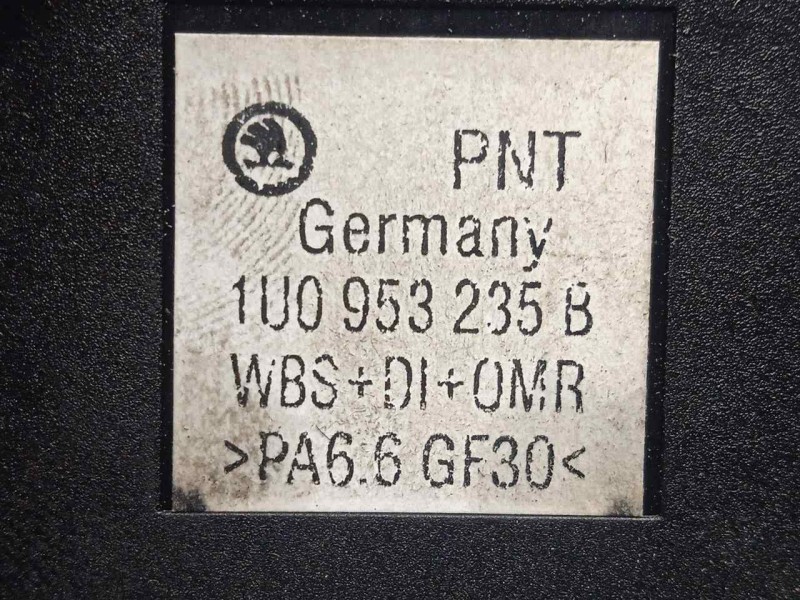 PNT
Germany
1U0 953 235 B
WBS+DI+OMR
>PA6.6 GF30<